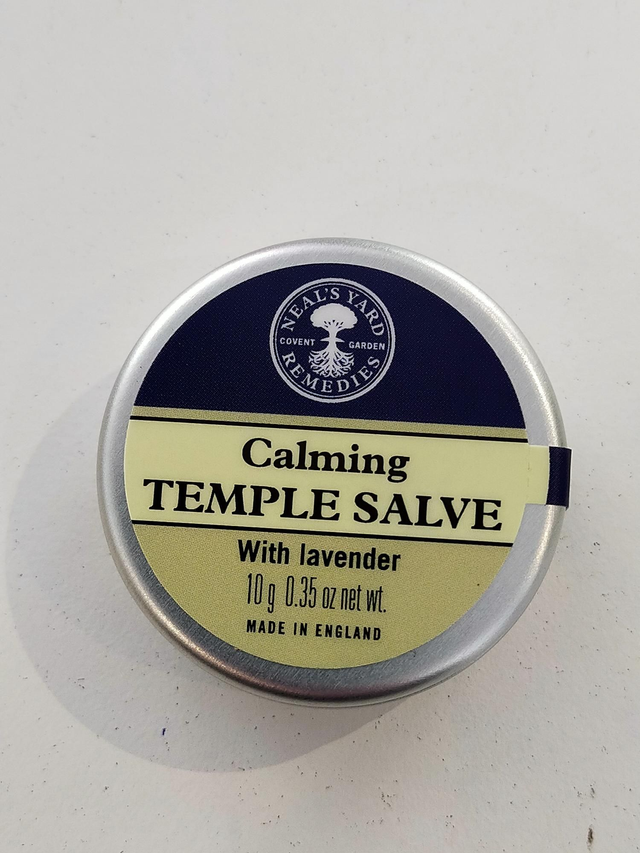 NEAL'S YARD
COVENT GARDEN
REMEDIES
Calming
TEMPLE SALVE
With lavender
10 g 0.35 oz net wt.
MADE IN ENGLAND